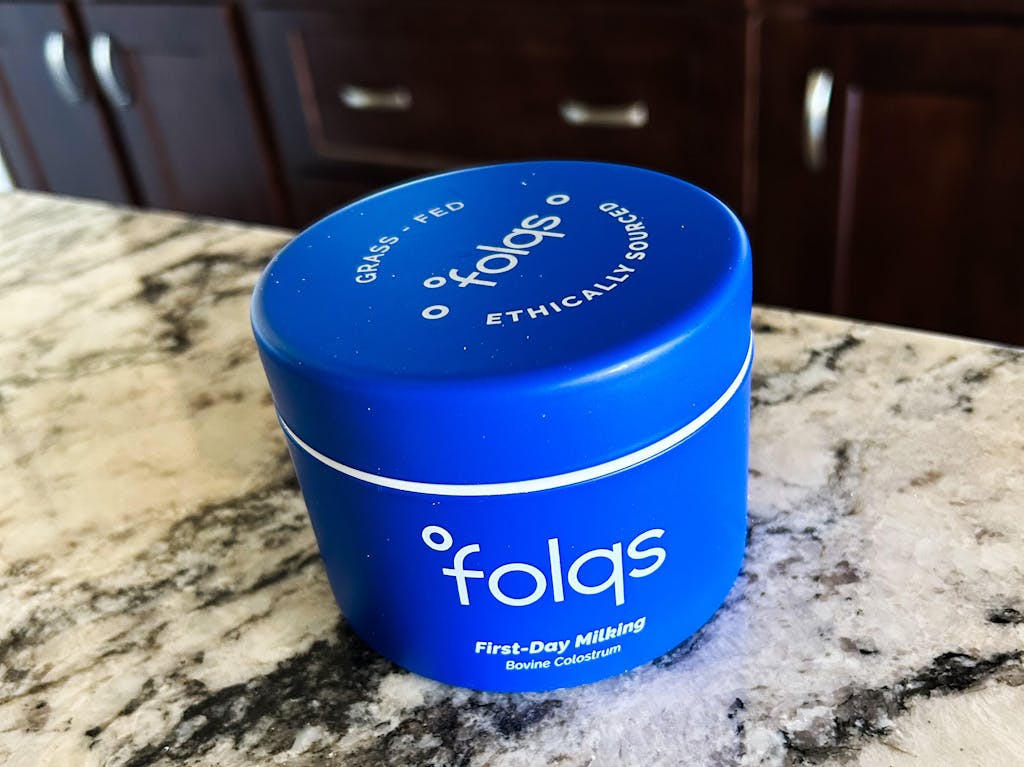 GRASS - FED
°folqs
ETHICALLY SOURCED
°folqs
First-Day Milking
Bovine Colostrum